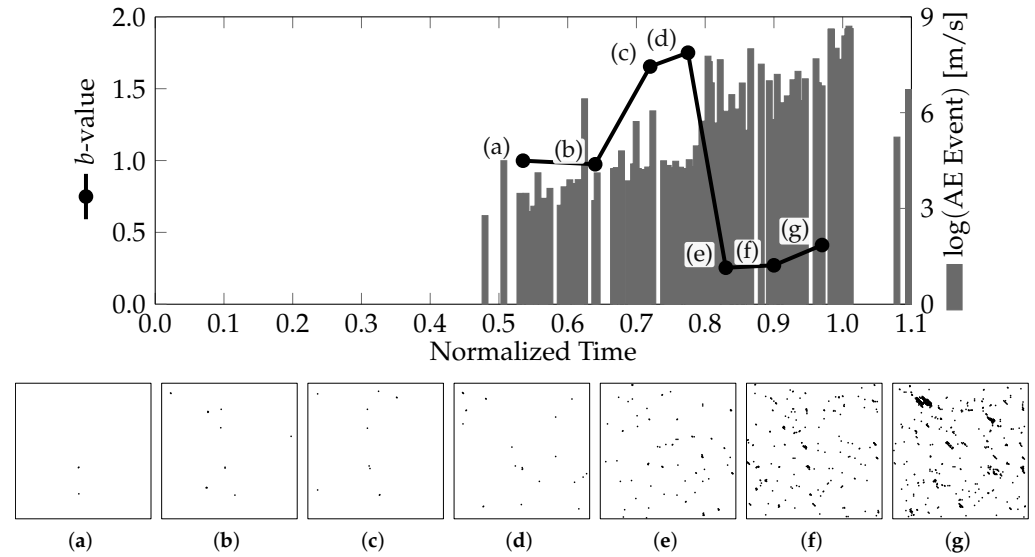 2.0
1.5
1.0
0.5
0.0
b-value
9
6
3
0
log(AE Event) [m/s]
(a)
(b)
(c)
(d)
(e)
(f)
(g)
0.0 0.1 0.2 0.3 0.4 0.5 0.6 0.7 0.8 0.9 1.0 1.1
Normalized Time
(a) (b) (c) (d) (e) (f) (g)